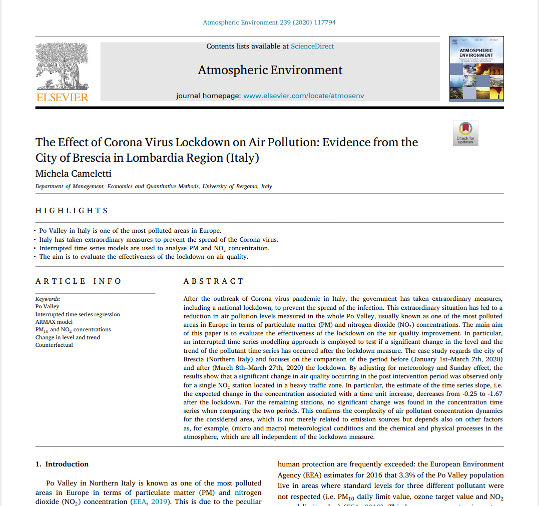 Atmospheric Environment 239 (2020) 117794
Contents lists available at ScienceDirect
Atmospheric Environment
journal homepage: www.elsevier.com/locate/atmosenv
ELSEVIER
ATMOSPHERIC
ENVIRONMENT
Check for
updates
The Effect of Corona Virus Lockdown on Air Pollution: Evidence from the
City of Brescia in Lombardia Region (Italy)
Michela Cameletti
Department of Management, Economics and Quantitative Methods, University of Bergamo, Italy
HIGHLIGHTS
• Po Valley in Italy is one of the most polluted areas in Europe.
• Italy has taken extraordinary measures to prevent the spread of the Corona virus.
• Interrupted time series models are used to analyse PM and NO₂ concentration.
• The aim is to evaluate the effectiveness of the lockdown on air quality.
ARTICLE INFO
Keywords:
Po Valley
Interrupted time series regression
ARMAX model
PM₁₀ and NO₂ concentrations
Change in level and trend
Counterfactual
ABSTRACT
After the outbreak of Corona virus pandemic in Italy, the government has taken extraordinary measures,
including a national lockdown, to prevent the spread of the infection. This extraordinary situation has led to a
reduction in air pollution levels measured in the whole Po Valley, usually known as one of the most polluted
areas in Europe in terms of particulate matter (PM) and nitrogen dioxide (NO₂) concentrations. The main aim
of this paper is to evaluate the effectiveness of the lockdown on the air quality improvement. In particular,
an interrupted time series modelling approach is employed to test if a significant change in the level and the
trend of the pollutant time series has occurred after the lockdown measure. The case study regards the city of
Brescia (Northern Italy) and focuses on the comparison of the period before (January 1st–March 7th, 2020)
and after (March 8th–March 27th, 2020) the lockdown. By adjusting for meteorology and Sunday effect, the
results show that a significant change in air quality occurring in the post intervention period was observed only
for a single NO₂ station located in a heavy traffic zone. In particular, the estimate of the time series slope, i.e.
the expected change in the concentration associated with a time unit increase, decreases from -0.25 to -1.67
after the lockdown. For the remaining stations, no significant change was found in the concentration time
series when comparing the two periods. This confirms the complexity of air pollutant concentration dynamics
for the considered area, which is not merely related to emission sources but depends also on other factors
as, for example, (micro and macro) meteorological conditions and the chemical and physical processes in the
atmosphere, which are all independent of the lockdown measure.
1. Introduction
Po Valley in Northern Italy is known as one of the most polluted
areas in Europe in terms of particulate matter (PM) and nitrogen
dioxide (NO₂) concentration (EEA, 2019). This is due to the peculiar
human protection are frequently exceeded: the European Environment
Agency (EEA) estimates for 2016 that 3.3% of the Po Valley population
live in areas where standard levels for three different pollutant were
not respected (i.e. PM₁₀ daily limit value, ozone target value and NO₂